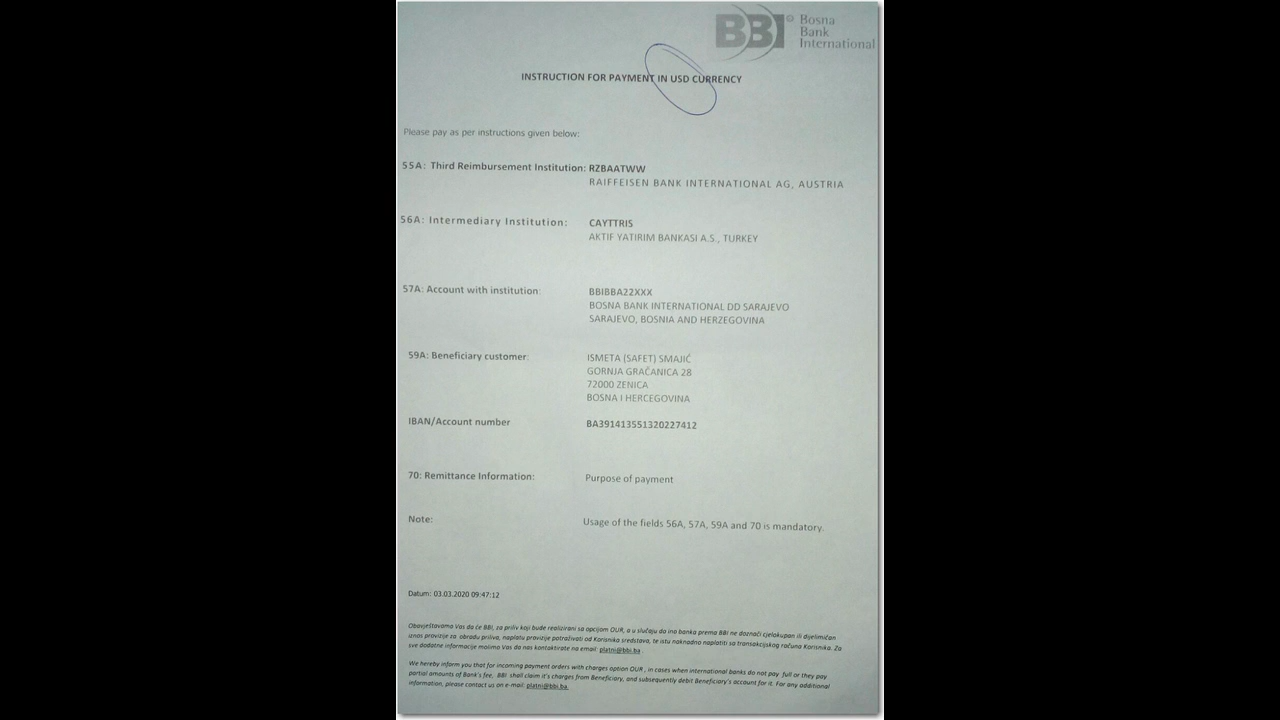 BBI® Bosna
Bank
International
INSTRUCTION FOR PAYMENT IN USD CURRENCY
Please pay as per instructions given below:
55A: Third Reimbursement Institution: RZBAATWW
RAIFFEISEN BANK INTERNATIONAL AG, AUSTRIA
56A: Intermediary Institution: CAYTTRIS
AKTIF YATIRIM BANKASI A.S., TURKEY
57A: Account with institution: BBIBBA22XXX
BOSNA BANK INTERNATIONAL DD SARAJEVO
SARAJEVO, BOSNIA AND HERZEGOVINA
59A: Beneficiary customer: ISMETA (SAFET) SMAJIĆ
GORNJA GRAČANICA 28
72000 ZENICA
BOSNA I HERCEGOVINA
IBAN/Account number BA391413551320227412
70: Remittance Information: Purpose of payment
Note: Usage of the fields 56A, 57A, 59A and 70 is mandatory.
Datum: 03.03.2020 09:47:12
Obavještavamo Vas da će BBI, za priliv koji bude realizirani sa opcijom OUR, a u slučaju da ino banka prema BBI ne doznači cjelokupan ili djelimičan
iznos provizije za obradu priliva, naplatu provizije potraživati od Korisnika sredstava, te istu naknadno naplatiti sa transakcijskog računa Korisnika. Za
sve dodatne informacije molimo Vas da nas kontaktirate na email: platni@bbi.ba
We hereby inform you that for incoming payment orders with charges option OUR , in cases when international banks do not pay full or they pay
partial amounts of Bank's fee, BBI shall claim it's charges from Beneficiary, and subsequently debit Beneficiary's account for it. For any additional
information, please contact us on e-mail: platni@bbi.ba.